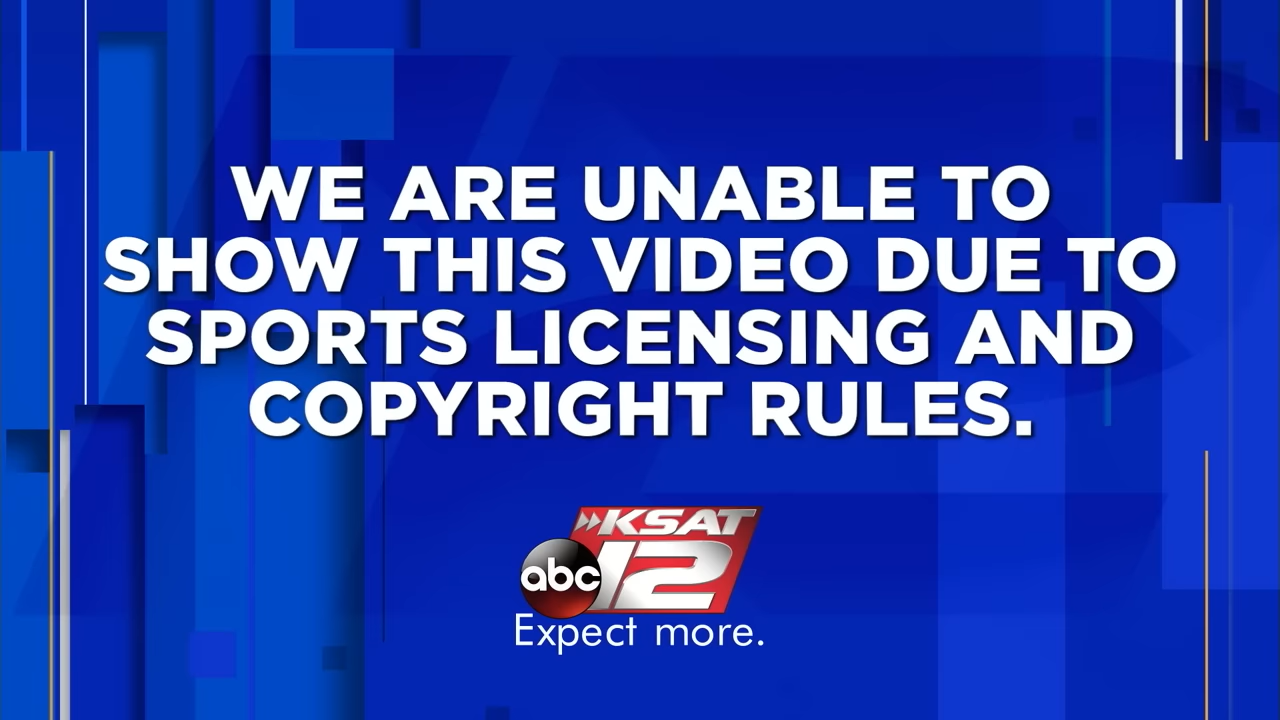 WE ARE UNABLE TO
SHOW THIS VIDEO DUE TO
SPORTS LICENSING AND
COPYRIGHT RULES.
KSAT
abc 12
Expect more.